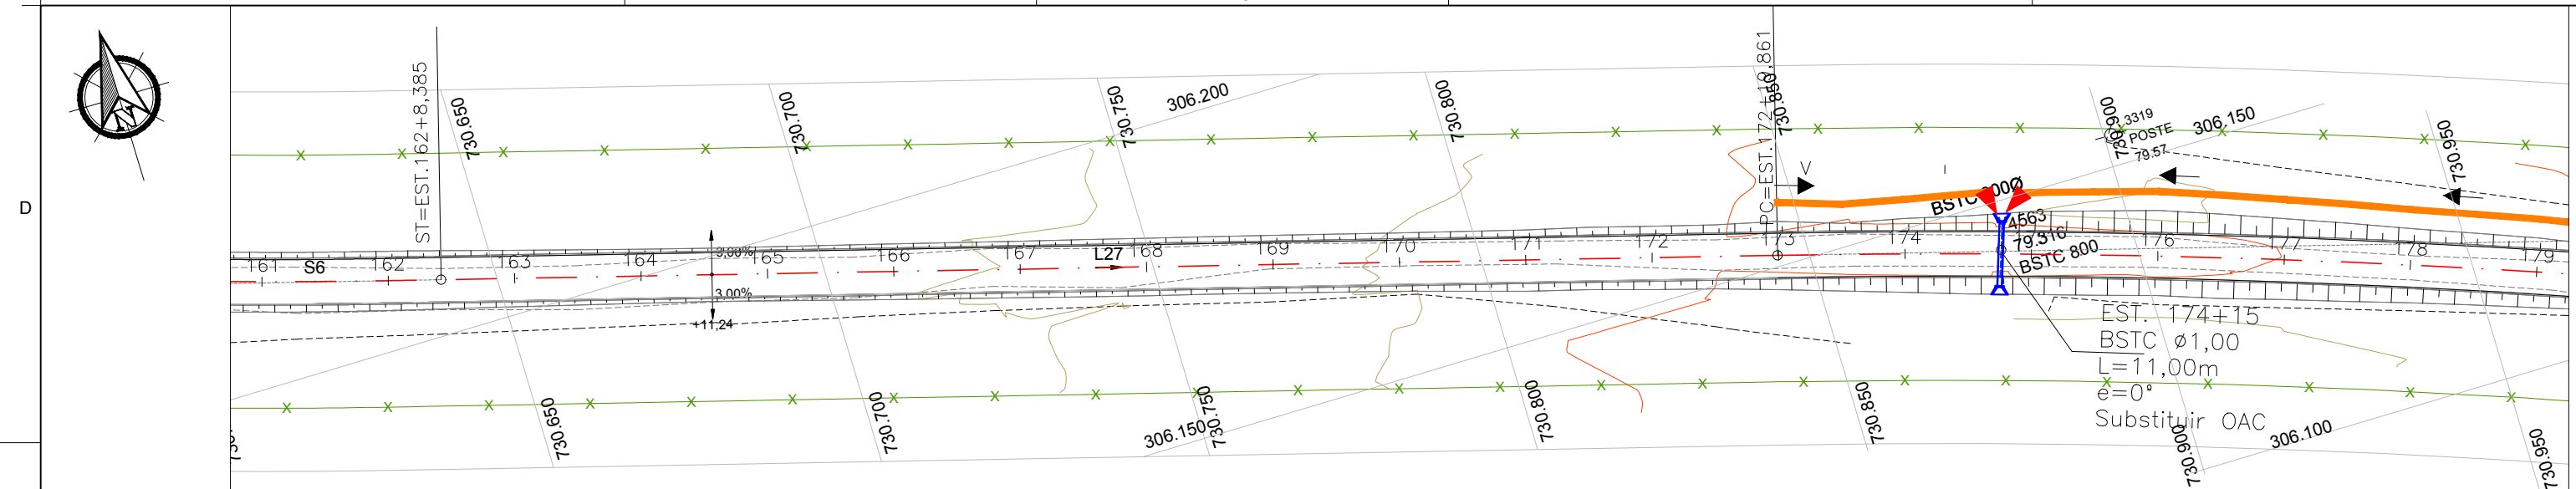 D
N
ST=EST.162+8,385
PC=EST.172+19,861
730.650
730.700
730.750
306.200
730.800
730.850
730.900
3319
POSTE
79.57
306.150
730.950
V
BSTC 800Ø
4563
79.316
BSTC 800
161
S6
162
163
164
3,00%
165
166
167
L27
168
169
170
171
172
173
174
176
177
178
179
3,00%
+11,24
EST. 174+15
BSTC ø1,00
L=11,00m
e=0°
Substituir OAC
730.650
730.700
730.750
306.150
730.800
730.850
730.900
306.100
730.950